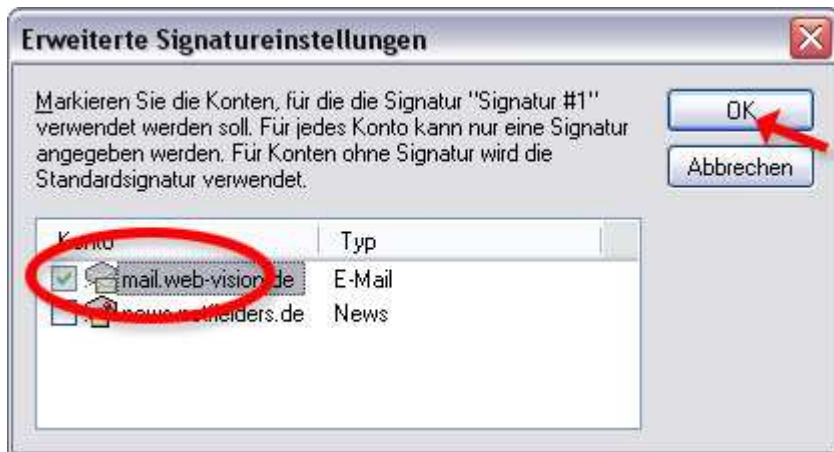 Erweiterte Signatureinstellungen
Markieren Sie die Konten, für die die Signatur "Signatur #1"
verwendet werden soll. Für jedes Konto kann nur eine Signatur
angegeben werden. Für Konten ohne Signatur wird die
Standardsignatur verwendet.
OK
Abbrechen
Konto Typ
mail.web-vision.de E-Mail
News